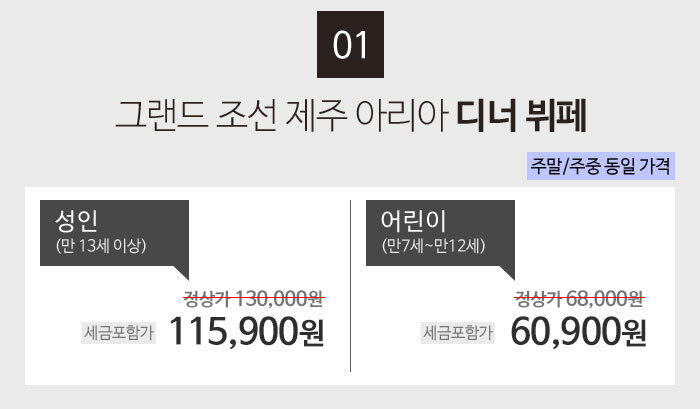 01
그랜드 조선 제주 아리아 디너 뷔페
주말/주중 동일 가격
성인
(만 13세 이상)
정상가 130,000원
세금포함가 115,900원
어린이
(만7세~만12세)
정상가 68,000원
세금포함가 60,900원